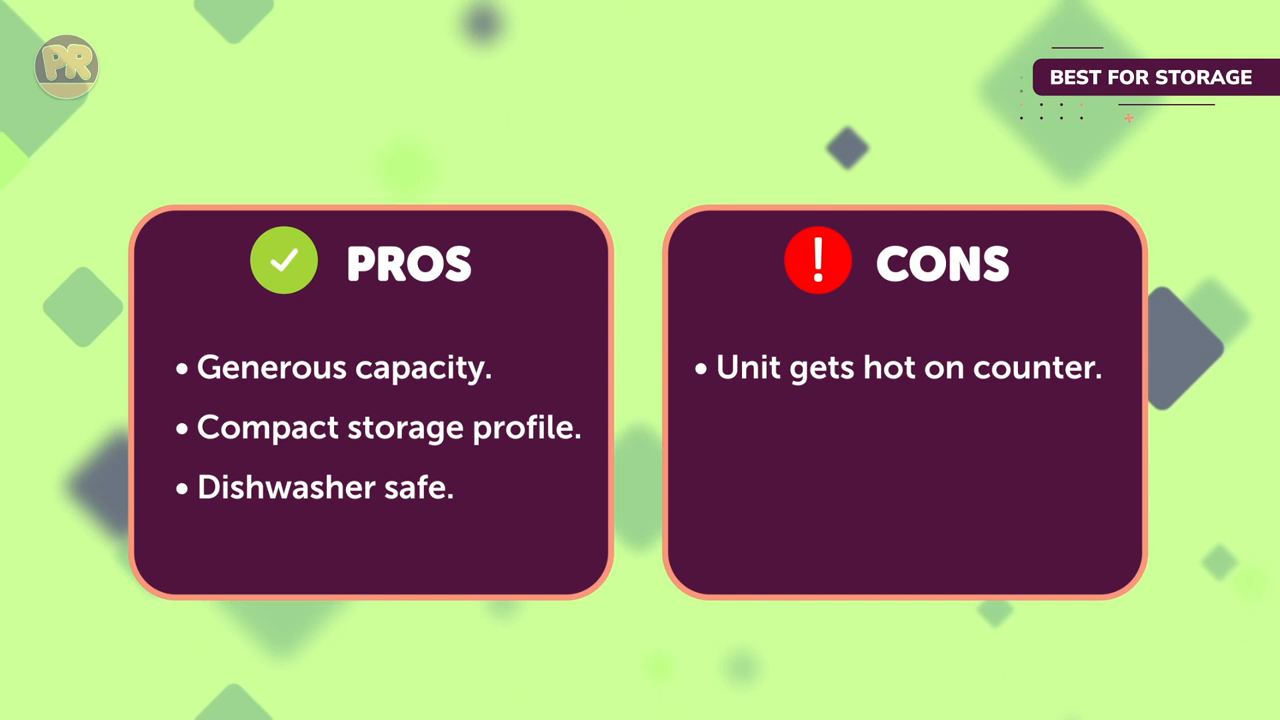 PR
BEST FOR STORAGE
PROS
• Generous capacity.
• Compact storage profile.
• Dishwasher safe.
! CONS
• Unit gets hot on counter.